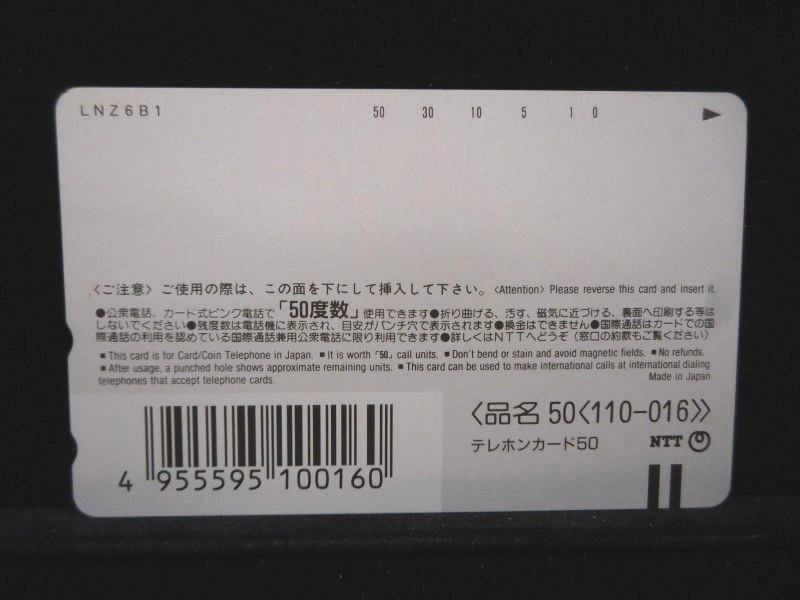 LNZ6B1 50 30 10 5 1 0
〈ご注意〉ご使用の際は、この面を下にして挿入して下さい。〈Attention〉Please reverse this card and insert it.
●公衆電話、カード式ピンク電話で「50度数」使用できます●折り曲げる、汚す、磁気に近づける、裏面へ印刷する等は
しないでください●残度数は電話機に表示され、目安がパンチ穴で表示されます●換金はできません●国際通話はカードでの国
際通話の利用を認めている国際通話兼用公衆電話に限り利用できます●詳しくはNTTへどうぞ(窓口の約款もご覧ください)
■This card is for Card/Coin Telephone in Japan. ■It is worth「50」call units. ■Don't bend or stain and avoid magnetic fields. ■No refunds.
■After usage, a punched hole shows approximate remaining units. ■This card can be used to make international calls at international dialing
telephones that accept telephone cards. Made in Japan
〈品名 50〈110-016〉〉
テレホンカード50 NTT
4 955595 100160